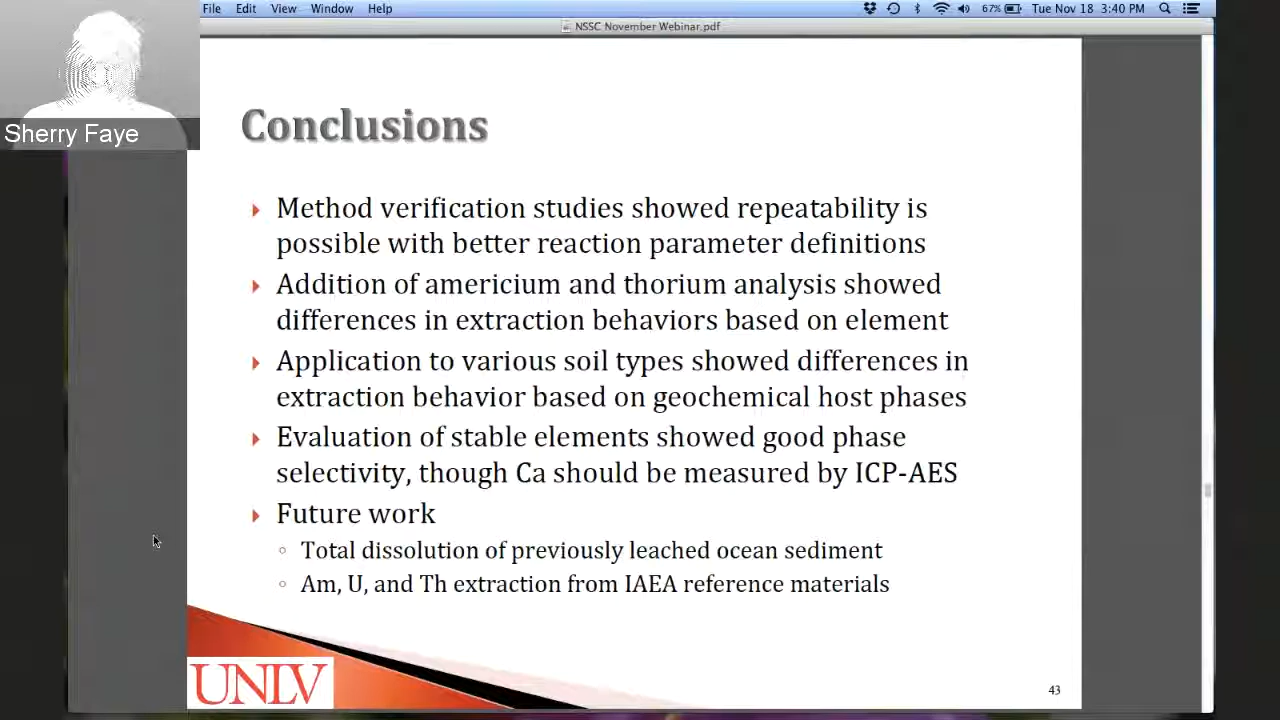 File Edit View Window Help
67% Tue Nov 18 3:40 PM
NSSC November Webinar.pdf
Sherry Faye
Conclusions
Method verification studies showed repeatability is
possible with better reaction parameter definitions
Addition of americium and thorium analysis showed
differences in extraction behaviors based on element
Application to various soil types showed differences in
extraction behavior based on geochemical host phases
Evaluation of stable elements showed good phase
selectivity, though Ca should be measured by ICP-AES
Future work
Total dissolution of previously leached ocean sediment
Am, U, and Th extraction from IAEA reference materials
UNLV
43